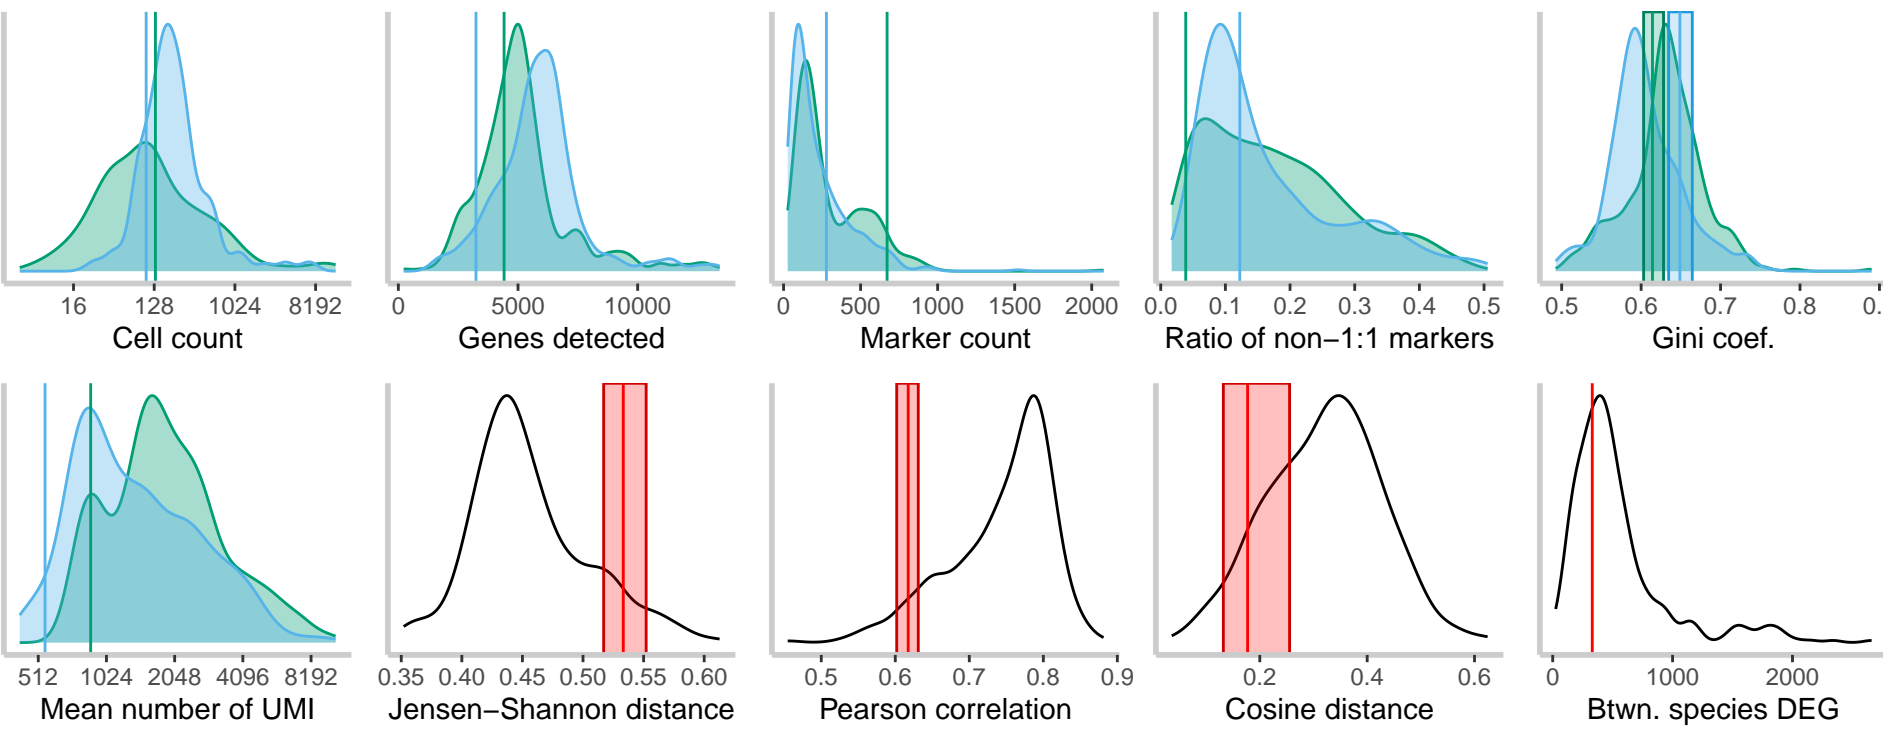 16 128 1024 8192
Cell count
0 5000 10000
Genes detected
0 500 1000 1500 2000
Marker count
0.0 0.1 0.2 0.3 0.4 0.5
Ratio of non−1:1 markers
0.5 0.6 0.7 0.8 0.
Gini coef.
512 1024 2048 4096 8192
Mean number of UMI
0.35 0.40 0.45 0.50 0.55 0.60
Jensen−Shannon distance
0.5 0.6 0.7 0.8 0.9
Pearson correlation
0.2 0.4 0.6
Cosine distance
0 1000 2000
Btwn. species DEG